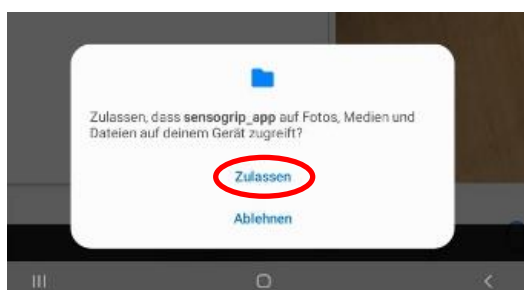 Zulassen, dass sensogrip_app auf Fotos, Medien und
Dateien auf deinem Gerät zugreift?
Zulassen
Ablehnen